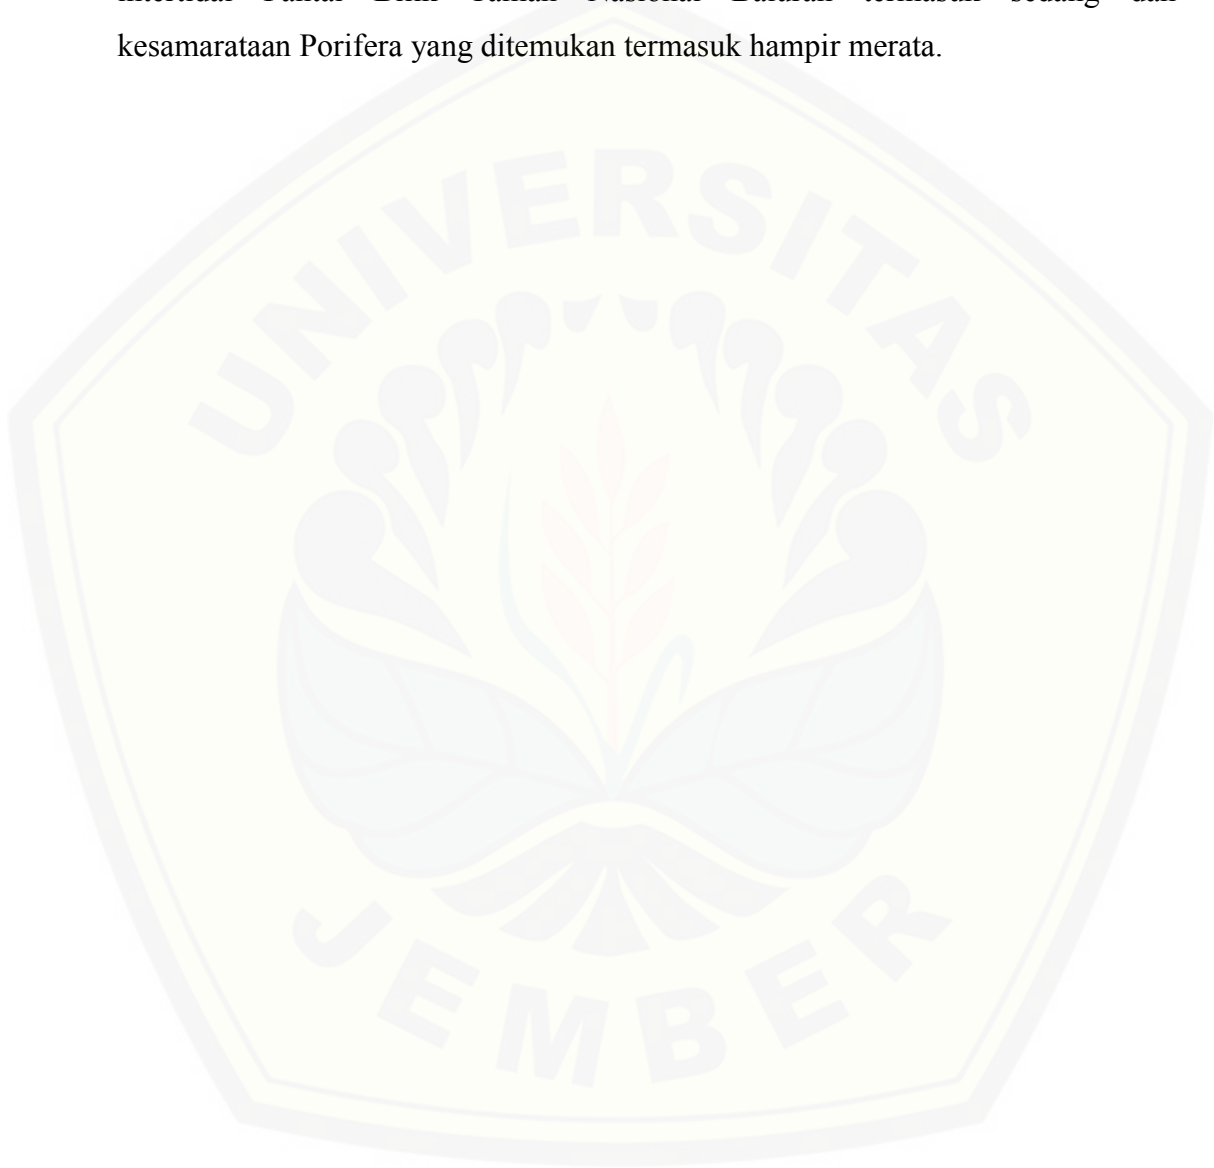 intertidal Pantai Bilik Taman Nasional Baluran termasuk sedang dan
kesamarataan Porifera yang ditemukan termasuk hampir merata.
UNIVERSITAS
JEMBER